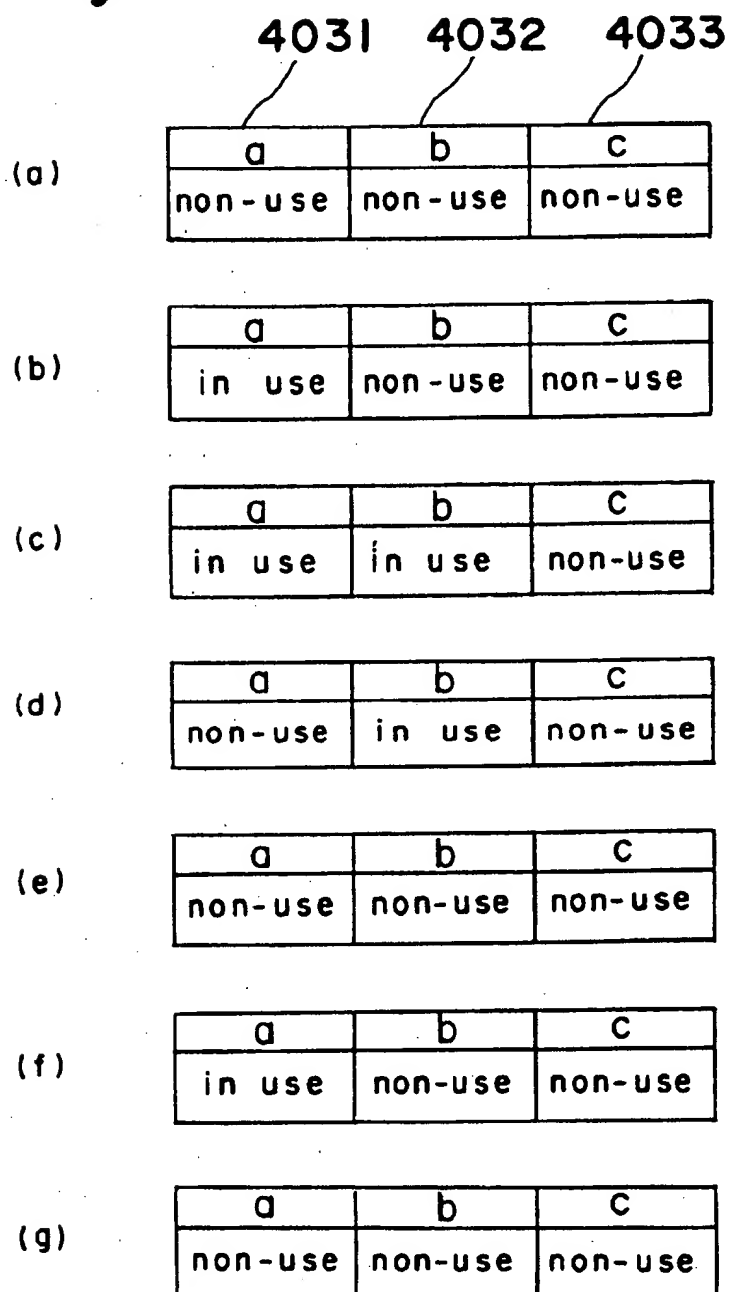 4031 4032 4033
(a)
a b c
non-use non-use non-use
(b)
a b c
in use non-use non-use
(c)
a b c
in use in use non-use
(d)
a b c
non-use in use non-use
(e)
a b c
non-use non-use non-use
(f)
a b c
in use non-use non-use
(g)
a b c
non-use non-use non-use